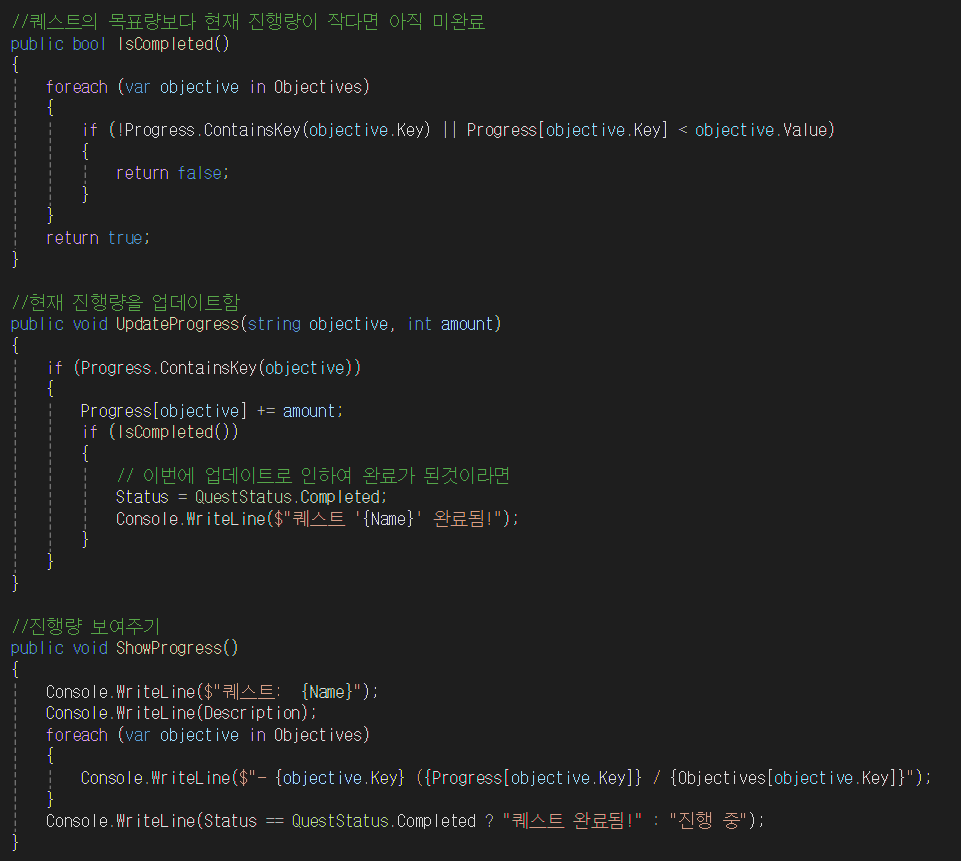 //퀘스트의 목표량보다 현재 진행량이 작다면 아직 미완료
public bool IsCompleted()
{
    foreach (var objective in Objectives)
    {
        if (!Progress.ContainsKey(objective.Key) || Progress[objective.Key] < objective.Value)
        {
            return false;
        }
    }
    return true;
}

//현재 진행량을 업데이트함
public void UpdateProgress(string objective, int amount)
{
    if (Progress.ContainsKey(objective))
    {
        Progress[objective] += amount;
        if (IsCompleted())
        {
            // 이번에 업데이트로 인하여 완료가 된것이라면
            Status = QuestStatus.Completed;
            Console.WriteLine($"퀘스트 '{Name}' 완료됨!");
        }
    }
}

//진행량 보여주기
public void ShowProgress()
{
    Console.WriteLine($"퀘스트: {Name}");
    Console.WriteLine(Description);
    foreach (var objective in Objectives)
    {
        Console.WriteLine($"- {objective.Key} ({Progress[objective.Key]} / {Objectives[objective.Key]}");
    }
    Console.WriteLine(Status == QuestStatus.Completed ? "퀘스트 완료됨!" : "진행 중");
}